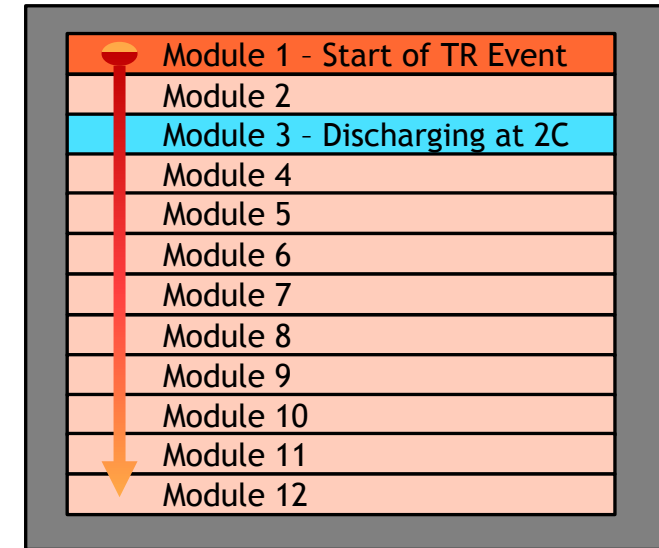 Module 1 – Start of TR Event
Module 2
Module 3 – Discharging at 2C
Module 4
Module 5
Module 6
Module 7
Module 8
Module 9
Module 10
Module 11
Module 12